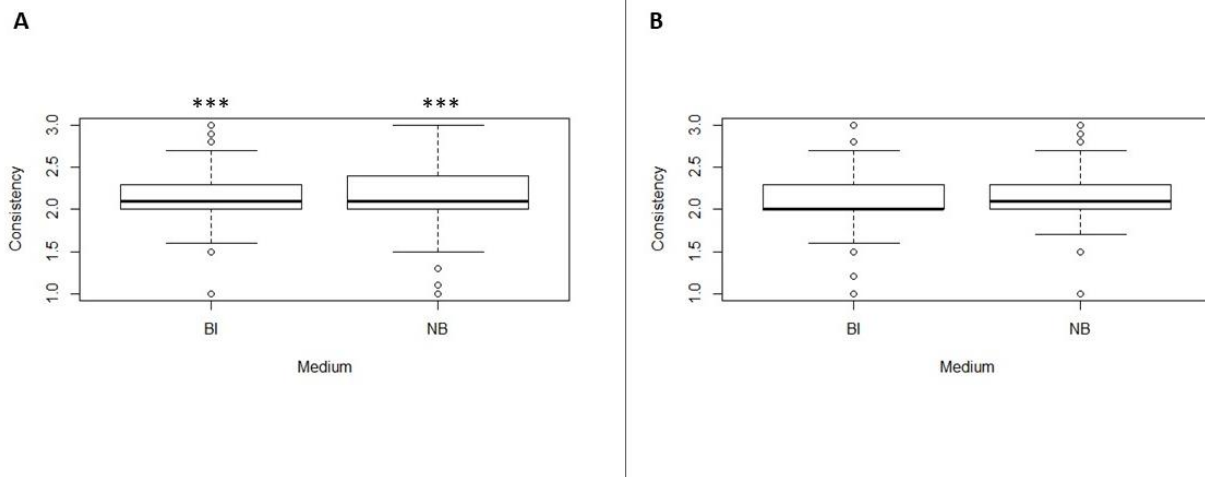 A
***
***
Consistency
3.0
2.5
2.0
1.5
1.0
BI
NB
Medium
B
Consistency
3.0
2.5
2.0
1.5
1.0
BI
NB
Medium